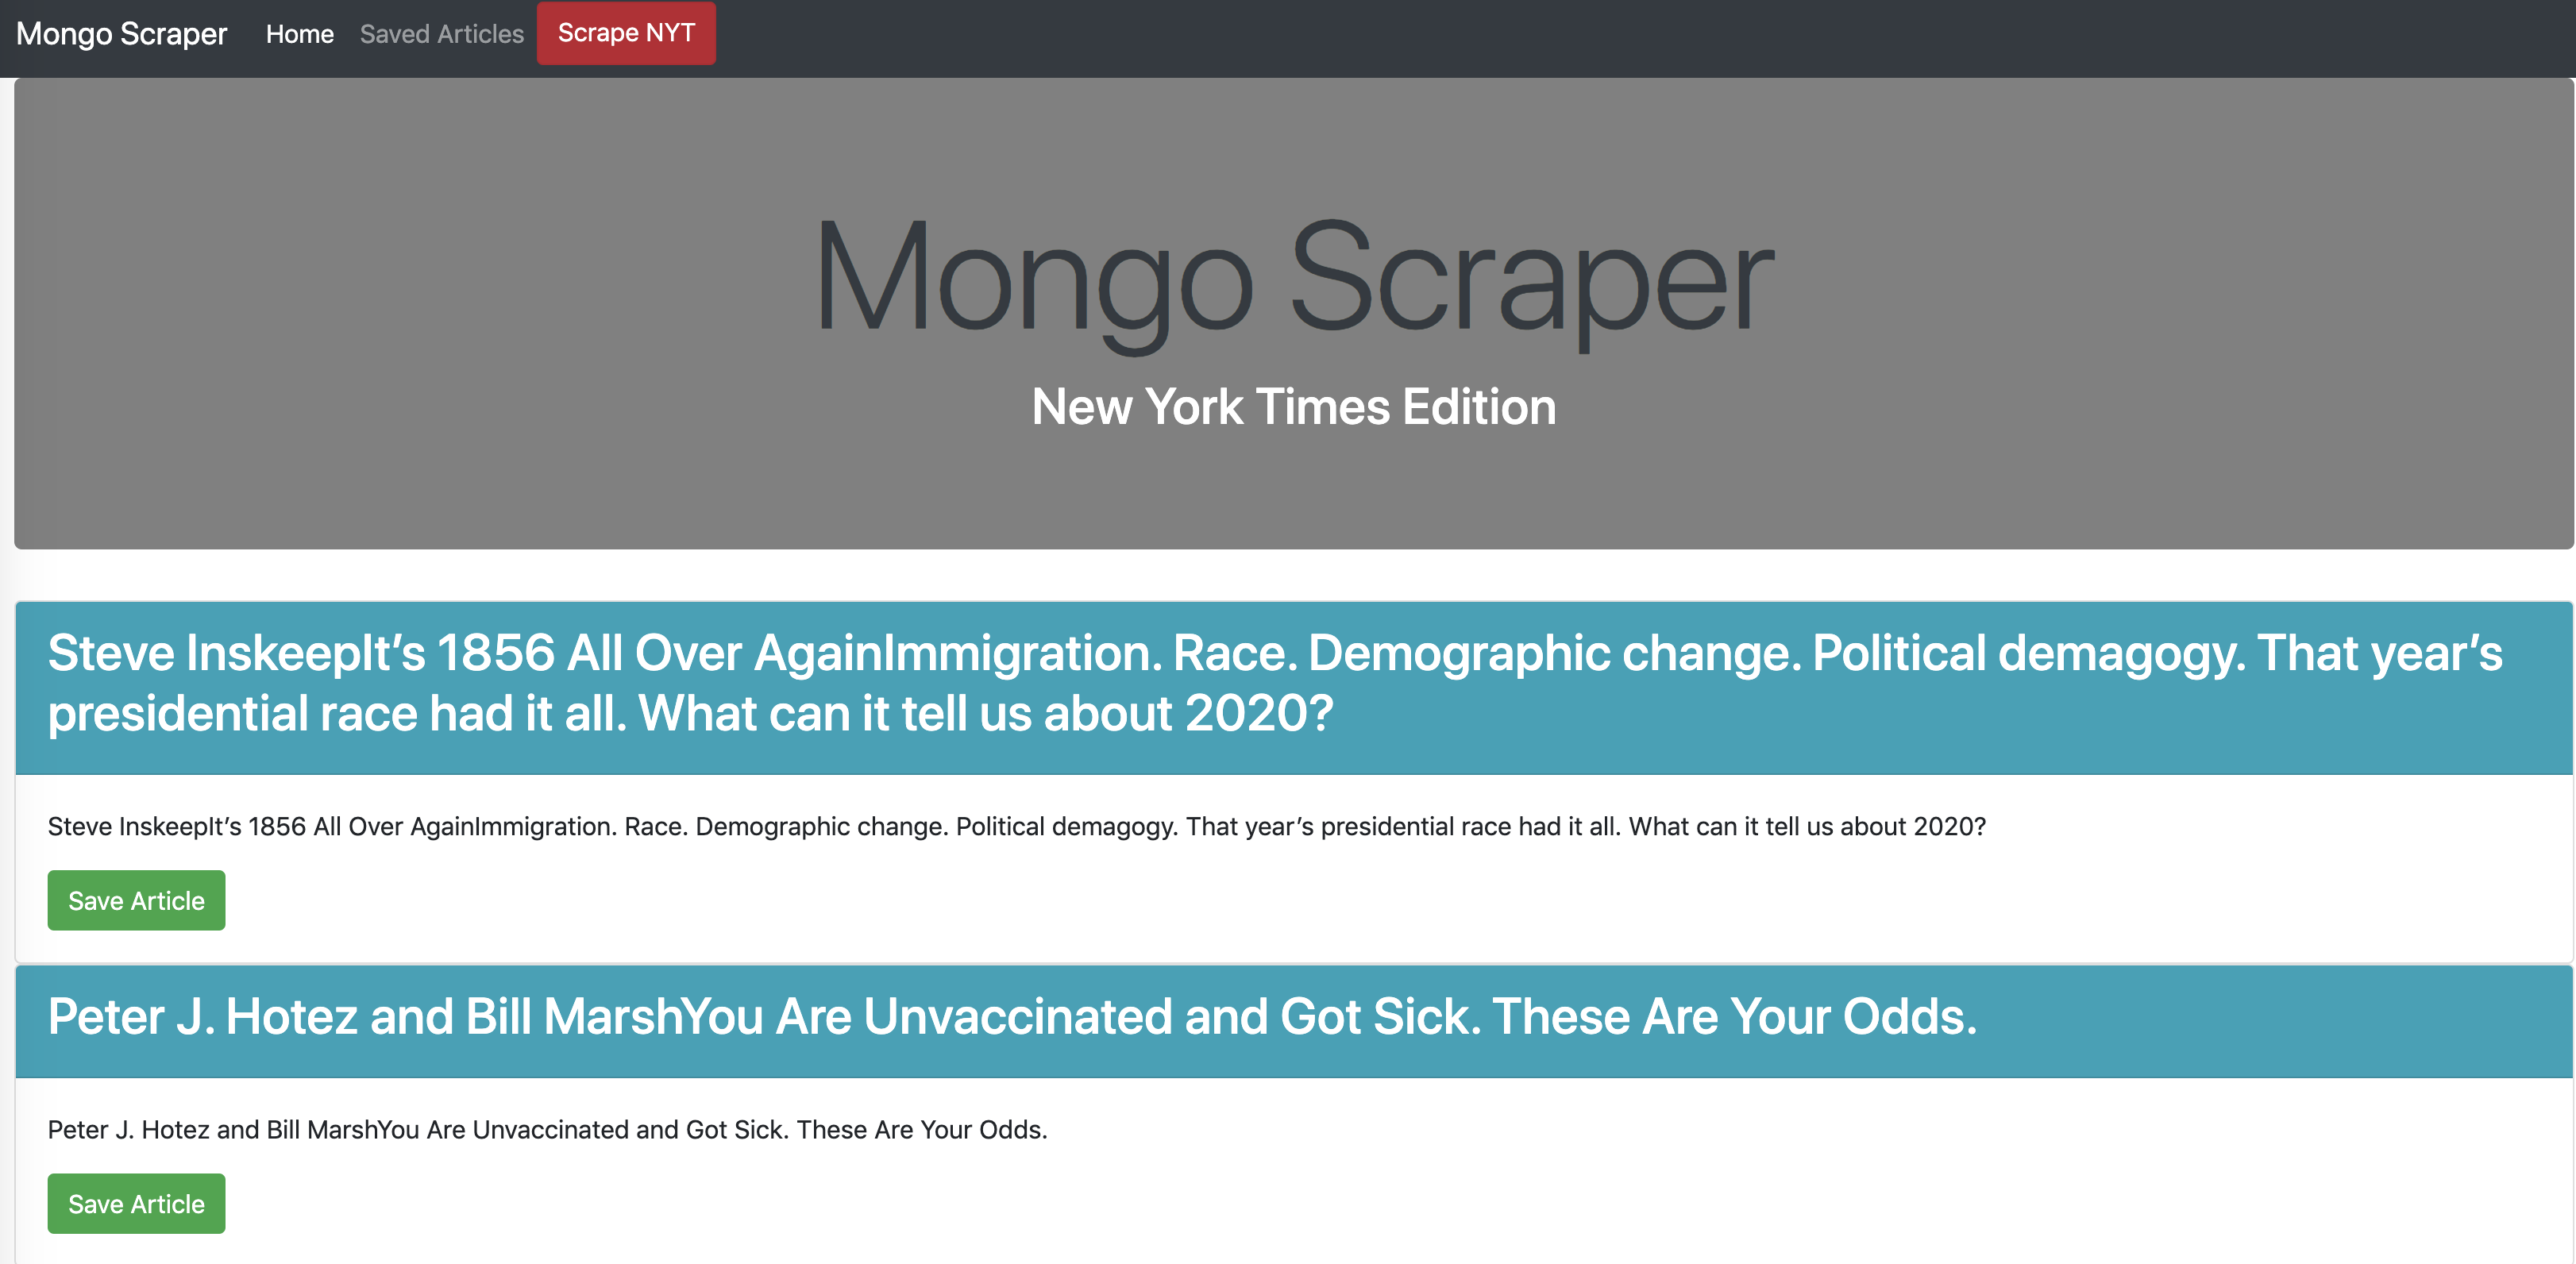 Mongo Scraper Home Saved Articles Scrape NYT
Mongo Scraper
New York Times Edition
Steve InskeepIt’s 1856 All Over AgainImmigration. Race. Demographic change. Political demagogy. That year’s
presidential race had it all. What can it tell us about 2020?
Steve InskeepIt’s 1856 All Over AgainImmigration. Race. Demographic change. Political demagogy. That year’s presidential race had it all. What can it tell us about 2020?
Save Article
Peter J. Hotez and Bill MarshYou Are Unvaccinated and Got Sick. These Are Your Odds.
Peter J. Hotez and Bill MarshYou Are Unvaccinated and Got Sick. These Are Your Odds.
Save Article